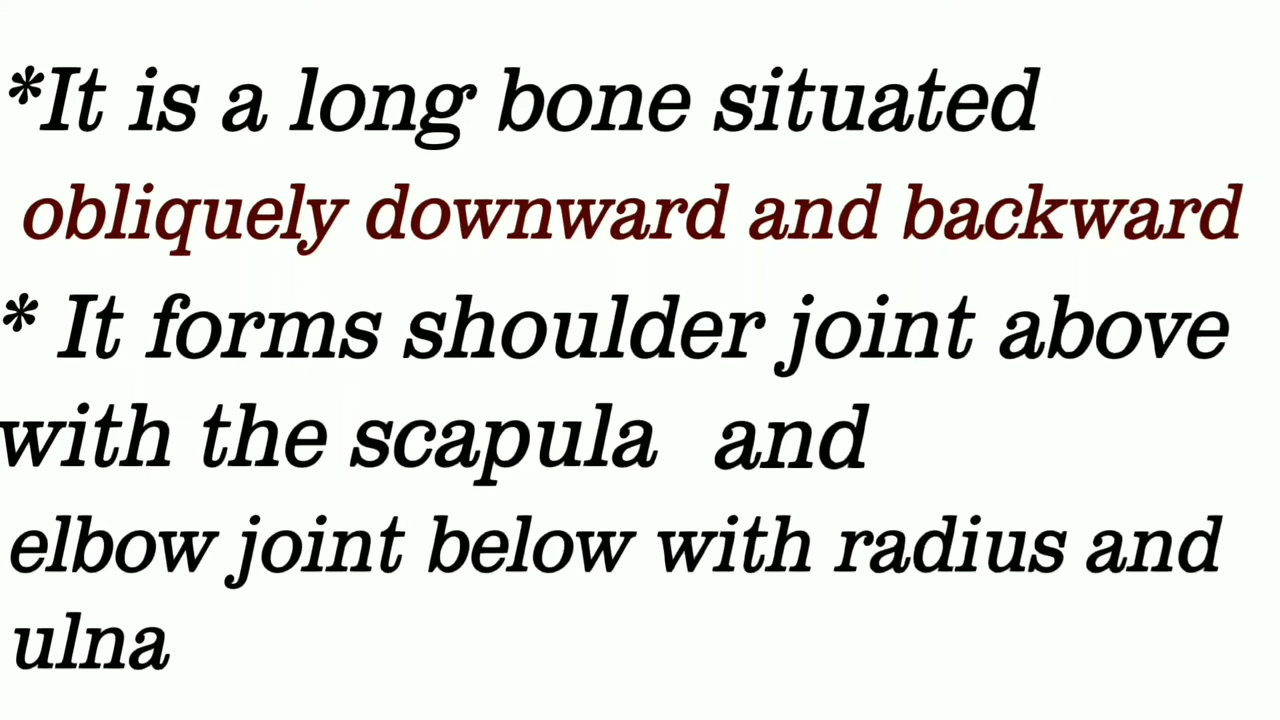 *It is a long bone situated
obliquely downward and backward
* It forms shoulder joint above
with the scapula and
elbow joint below with radius and
ulna